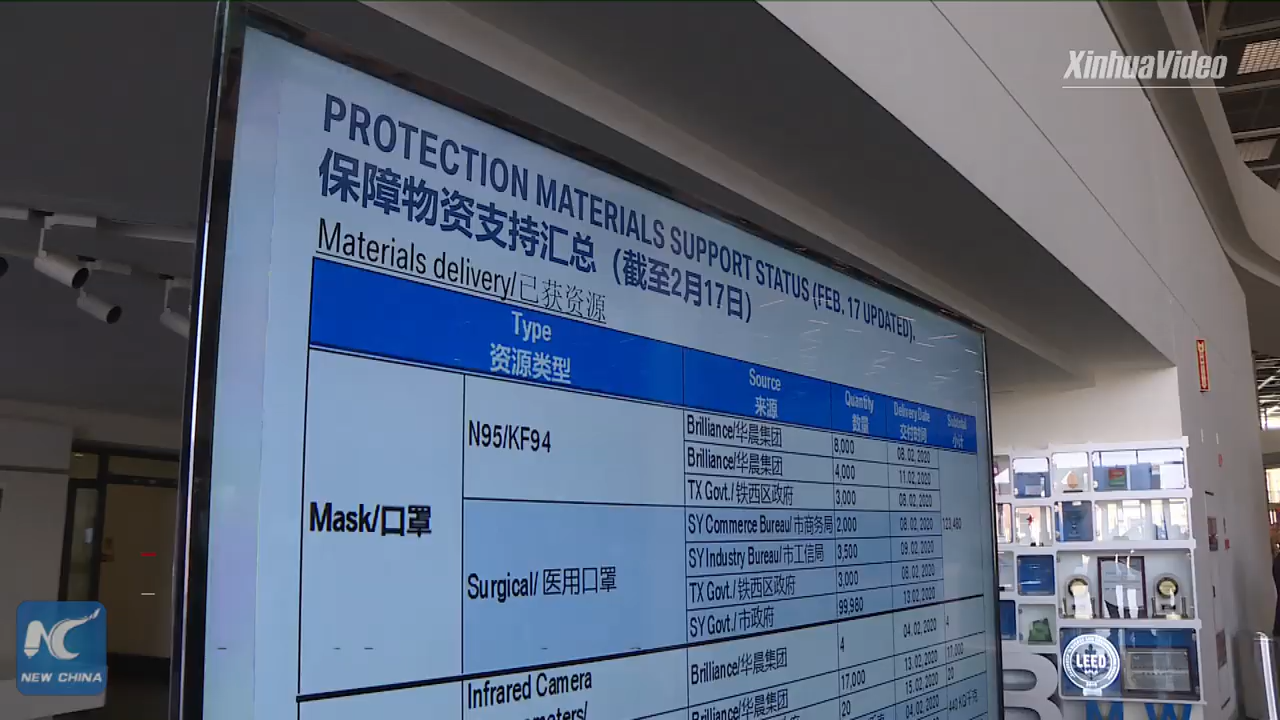 XinhuaVideo
PROTECTION MATERIALS SUPPORT STATUS (FEB. 17 UPDATED).
保障物资支持汇总（截至2月17日）
Materials delivery/已获资源
Type
资源类型
Source
来源
Quantity
数量
Delivery Date
交付时间
Subtotal
小计
Mask/口罩
N95/KF94
Brilliance/华晨集团 8,000 08. 02. 2020
Brilliance/华晨集团 4,000 11. 02. 2020
TX Govt./ 铁西区政府 3,000 08. 02. 2020
Surgical/ 医用口罩
SY Commerce Bureau/ 市商务局 2,000 08. 02. 2020
SY Industry Bureau/ 市工信局 3,500 09. 02. 2020
TX Govt./ 铁西区政府 3,000 08. 02. 2020
SY Govt./ 市政府 99,980 13. 02. 2020
123,480
Infrared Camera
Brilliance/华晨集团 4 04. 02. 2020 4
17,000 13. 02. 2020 17,000
Brilliance/华晨集团 20 15. 02. 2020 20
04. 02. 2020
LEED
B
M W
NC
NEW CHINA